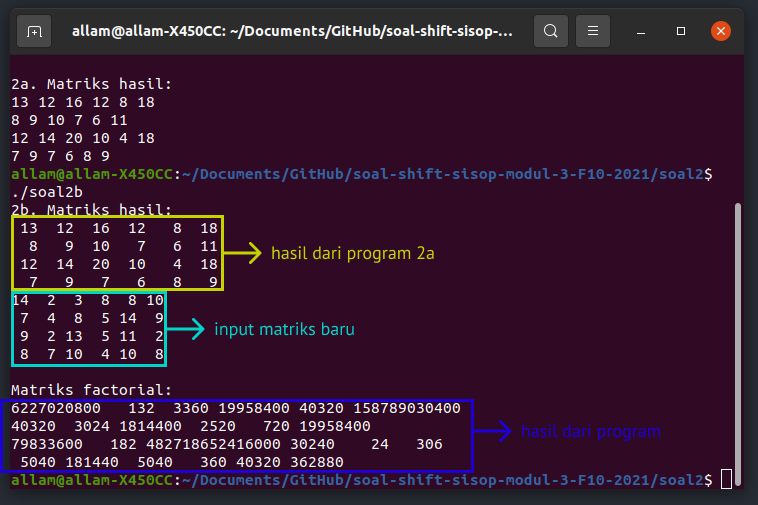 allam@allam-X450CC: ~/Documents/GitHub/soal-shift-sisop-...
2a. Matriks hasil:
13 12 16 12 8 18
8 9 10 7 6 11
12 14 20 10 4 18
7 9 7 6 8 9
allam@allam-X450CC:~/Documents/GitHub/soal-shift-sisop-modul-3-F10-2021/soal2$
./soal2b
2b. Matriks hasil:
13 12 16 12 8 18
8 9 10 7 6 11
hasil dari program 2a
12 14 20 10 4 18
7 9 7 6 8 9
14 2 3 8 8 10
7 4 8 5 14 9
input matriks baru
9 2 13 5 11 2
8 7 10 4 10 8
Matriks factorial:
6227020800 132 3360 19958400 40320 158789030400
40320 3024 1814400 2520 720 19958400
hasil dari program
79833600 182 482718652416000 30240 24 306
5040 181440 5040 360 40320 362880
allam@allam-X450CC:~/Documents/GitHub/soal-shift-sisop-modul-3-F10-2021/soal2$